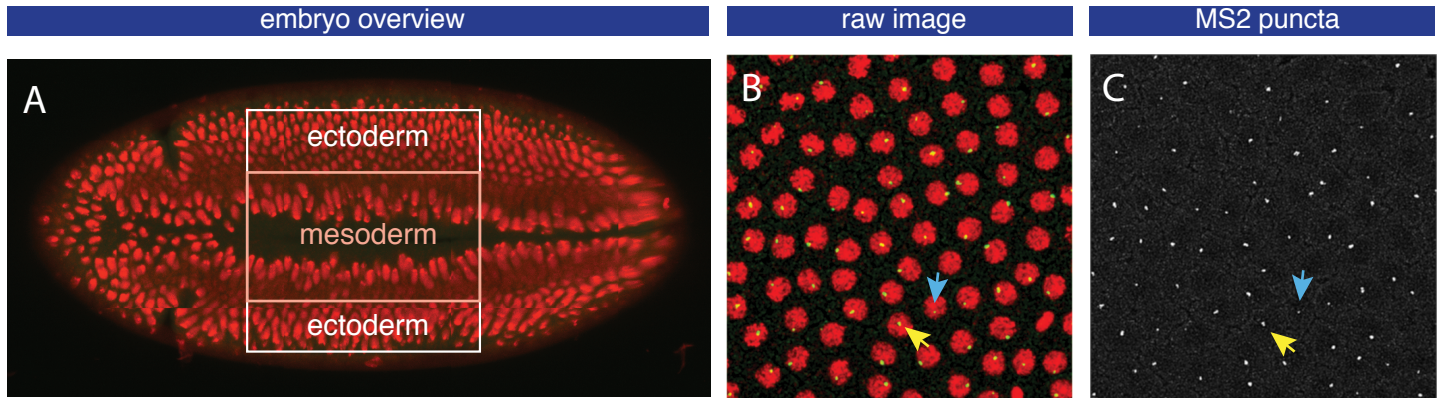 embryo overview
raw image
MS2 puncta
A
B
C
ectoderm
mesoderm
ectoderm